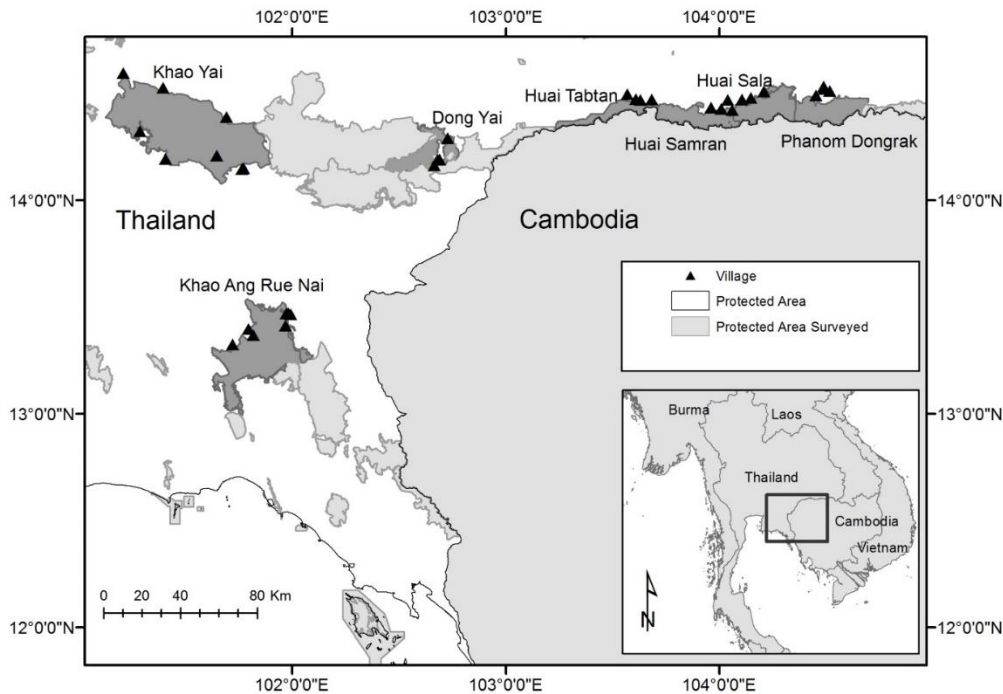 102°0'0"E 103°0'0"E 104°0'0"E
Khao Yai
Huai Sala
Huai Tabtan
Dong Yai
Huai Samran
Phanom Dongrak
14°0'0"N
14°0'0"N
Thailand
Cambodia
Village
Protected Area
Protected Area Surveyed
Khao Ang Rue Nai
13°0'0"N
13°0'0"N
Burma
Laos
Thailand
Cambodia
Vietnam
N
0 20 40 80 Km
12°0'0"N
12°0'0"N
102°0'0"E 103°0'0"E 104°0'0"E